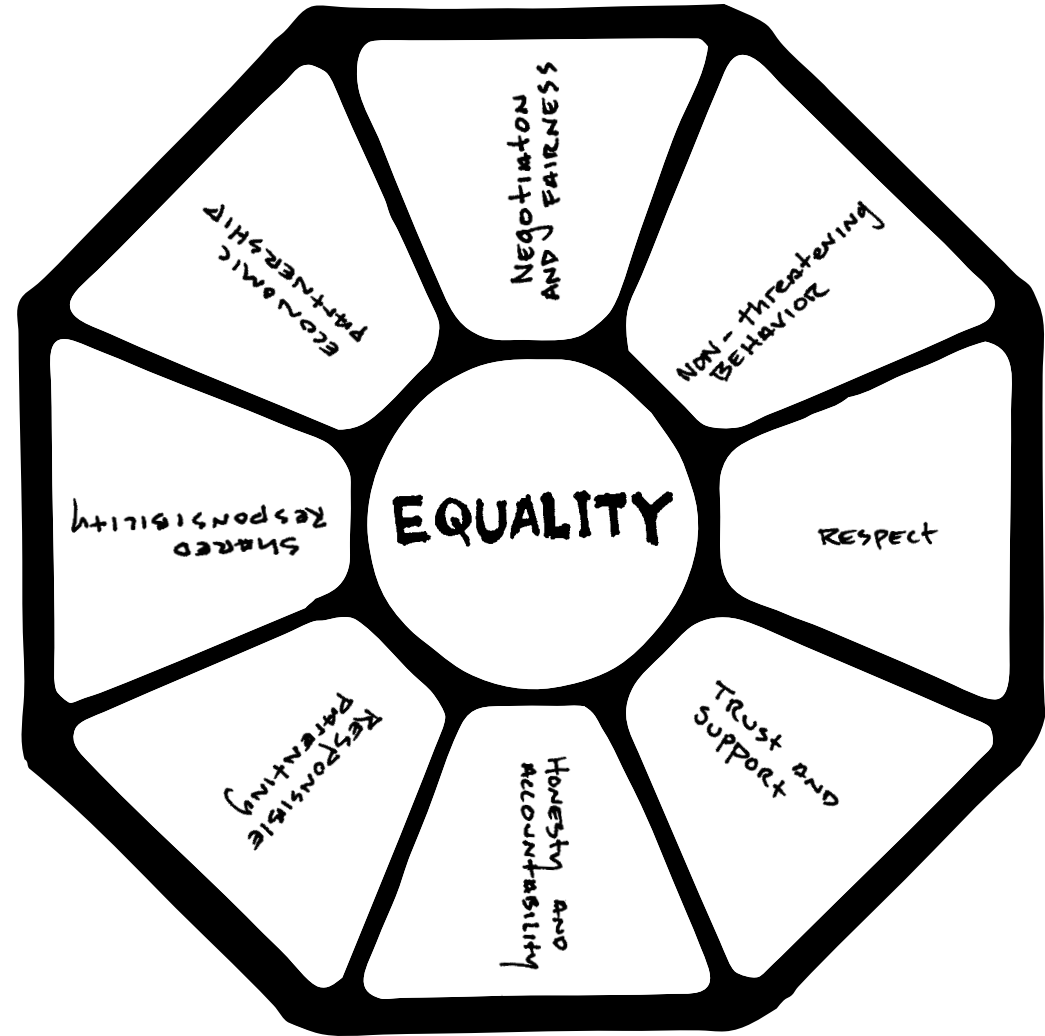 Negotiaton
AND FAIRNESS
NON-threatening
BEHAVIOR
RESPECt
TRUSt AND
SUPPORt
HONESty AND
ACCOUNtABILIty
RESPONSIBlE
PARENtING
SHARED
RESPONSIBILITy
ECONOMIC
PARtNERSHIP
EQUALITY